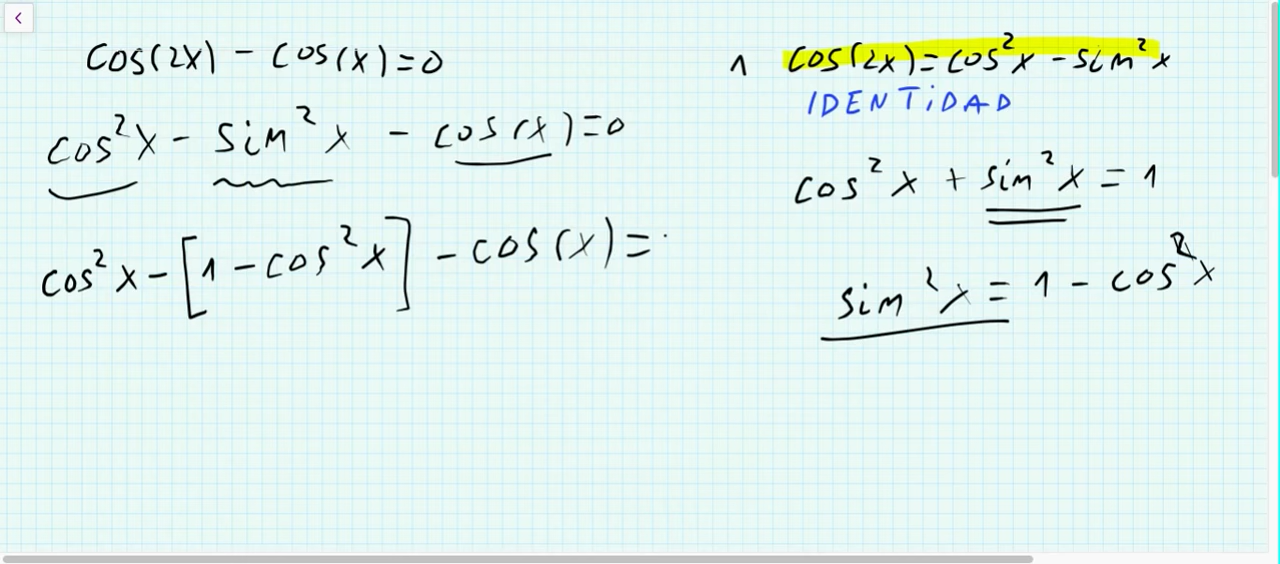 cos(2x) - cos(x)=0
cos²x - sin²x - cos(x)=0
cos²x - [1 - cos²x] - cos(x)=
1 cos(2x)=cos²x - sin²x
IDENTiDAD
cos²x + sin²x = 1
sin²x = 1 - cos²x